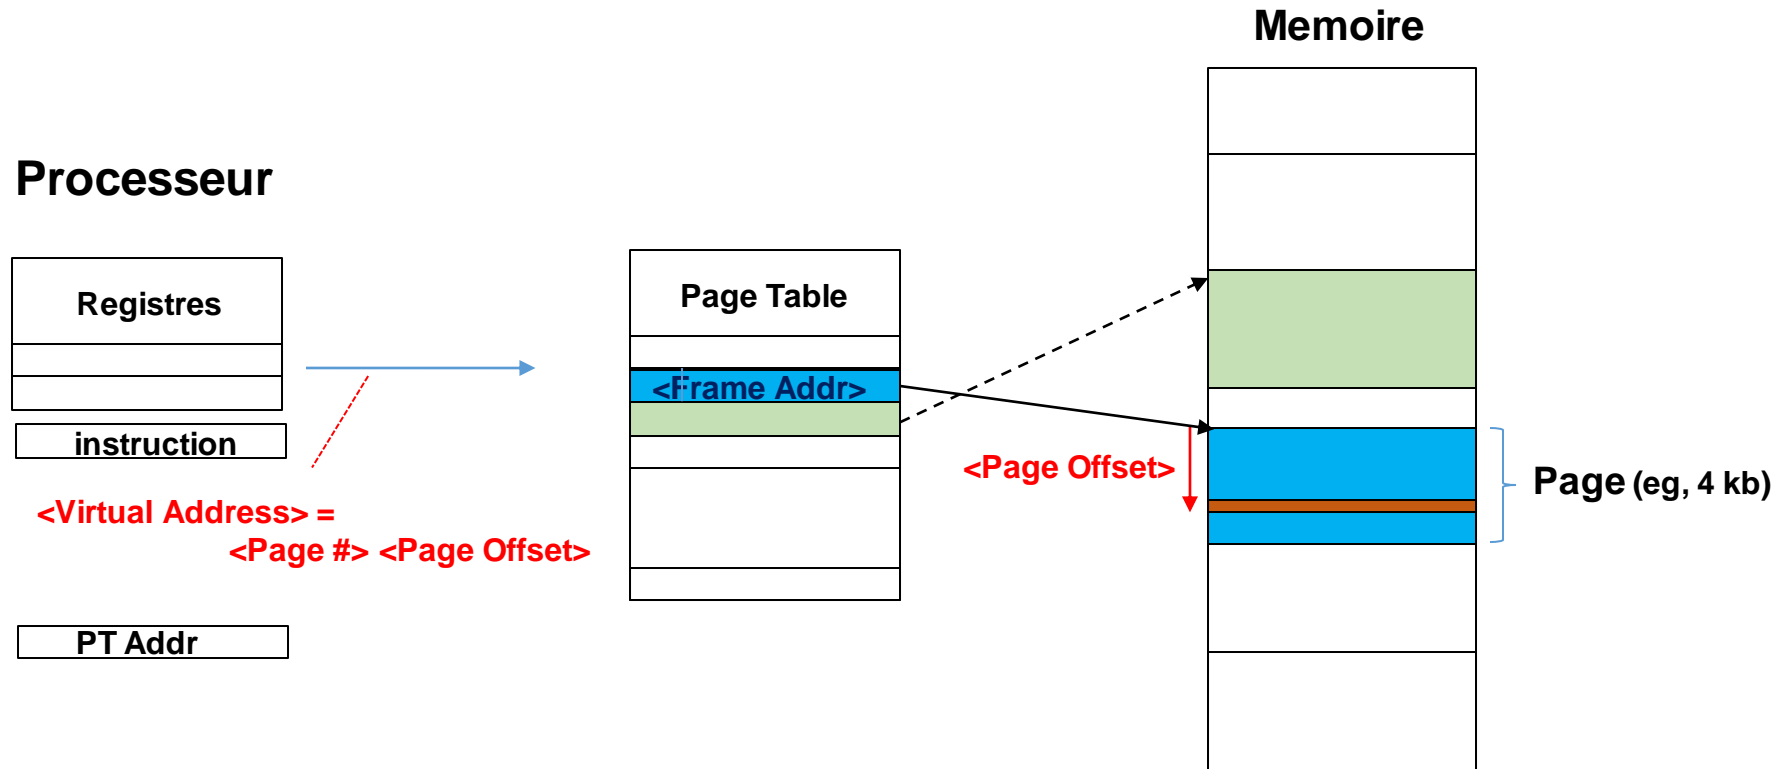 Memoire
Processeur
Registres
Page Table
<Frame Addr>
instruction
<Page Offset>
Page (eg, 4 kb)
<Virtual Address> =
<Page #> <Page Offset>
PT Addr